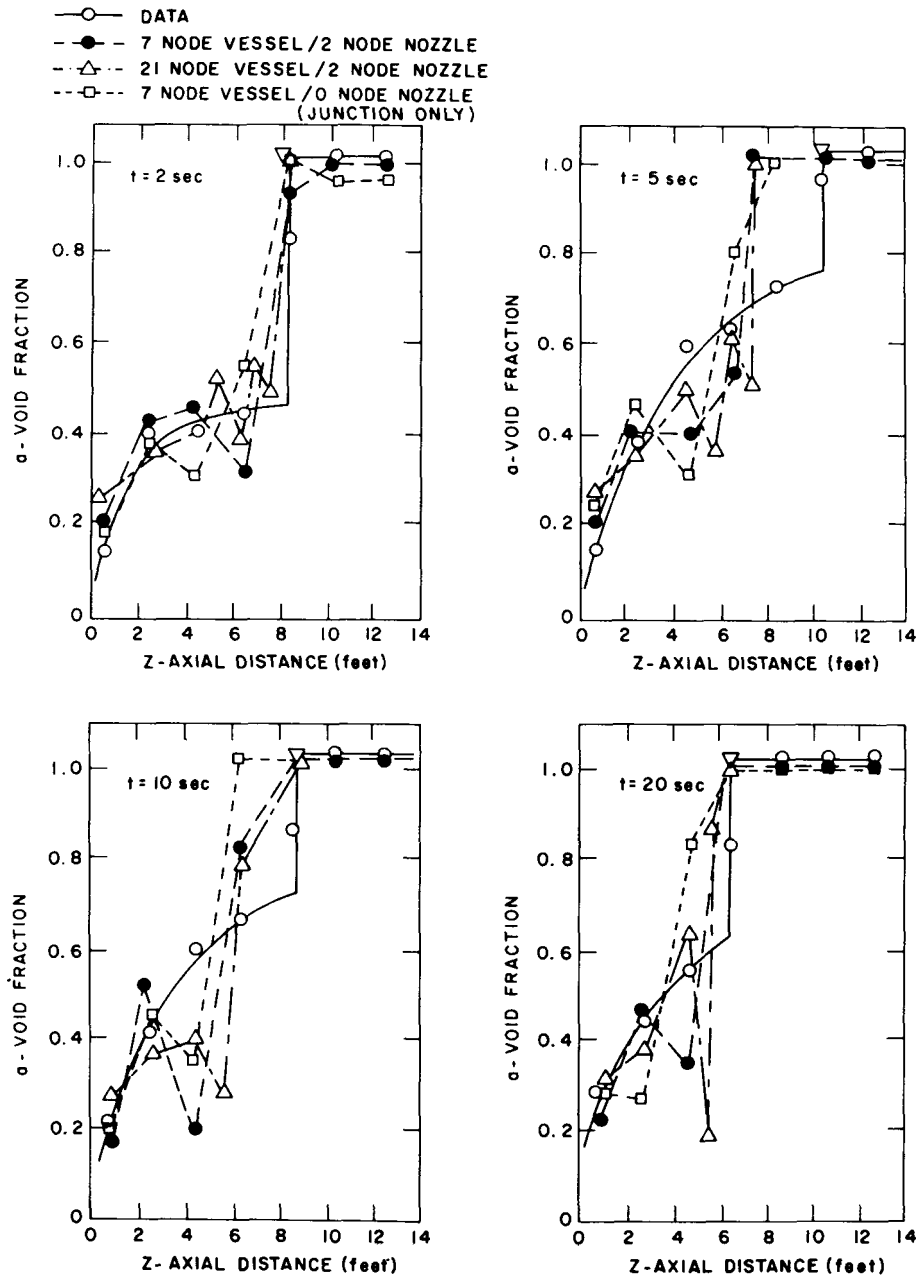 DATA
7 NODE VESSEL/2 NODE NOZZLE
21 NODE VESSEL/2 NODE NOZZLE
7 NODE VESSEL/0 NODE NOZZLE
(JUNCTION ONLY)
t = 2 sec
1.0
0.8
0.6
0.4
0.2
0
α - VOID FRACTION
0 2 4 6 8 10 12 14
Z-AXIAL DISTANCE (feet)
t = 5 sec
1.0
0.8
0.6
0.4
0.2
0
α - VOID FRACTION
0 2 4 6 8 10 12 14
Z-AXIAL DISTANCE (feet)
t = 10 sec
1.0
0.8
0.6
0.4
0.2
0
α - VOID FRACTION
0 2 4 6 8 10 12 14
Z-AXIAL DISTANCE (feet)
t = 20 sec
1.0
0.8
0.6
0.4
0.2
0
α - VOID FRACTION
0 2 4 6 8 10 12 14
Z-AXIAL DISTANCE (feet)